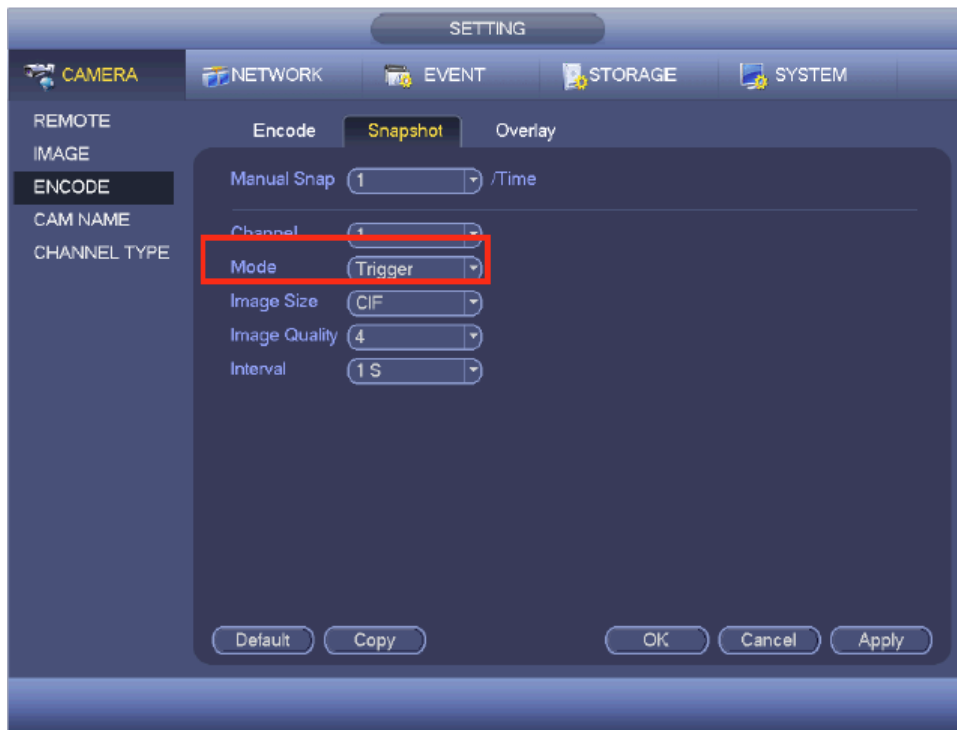 SETTING
CAMERA NETWORK EVENT STORAGE SYSTEM
REMOTE
IMAGE
ENCODE
CAM NAME
CHANNEL TYPE
Encode Snapshot Overlay
Manual Snap 1 /Time
Channel 1
Mode Trigger
Image Size CIF
Image Quality 4
Interval 1 S
Default Copy OK Cancel Apply